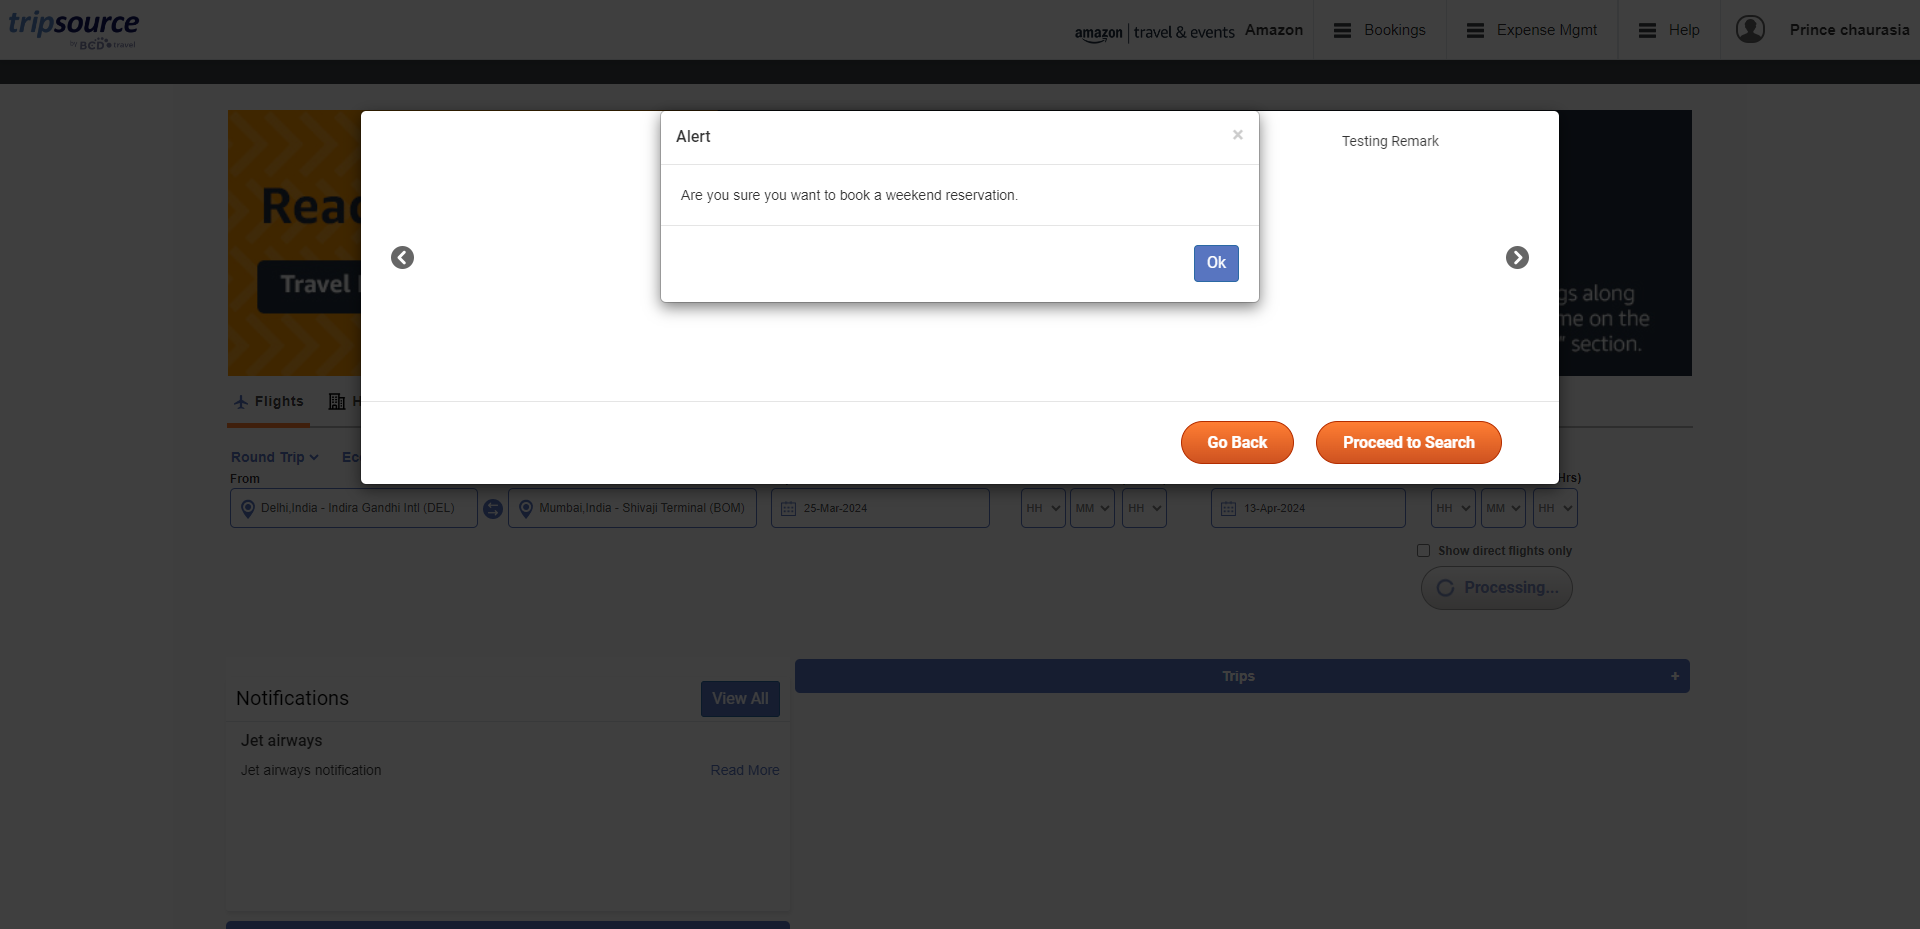 tripsource
by BCD travel
amazon | travel & events Amazon
Bookings
Expense Mgmt
Help
Prince chaurasia
Alert
×
Testing Remark
Are you sure you want to book a weekend reservation.
Ok
Travel
gs along
me on the
" section.
Go Back
Proceed to Search
Flights
Round Trip
From
Hrs)
Delhi,India - Indira Gandhi Intl (DEL)
Mumbai,India - Shivaji Terminal (BOM)
25-Mar-2024
HH
MM
HH
13-Apr-2024
HH
MM
HH
Show direct flights only
Processing...
Trips
+
Notifications
View All
Jet airways
Jet airways notification
Read More